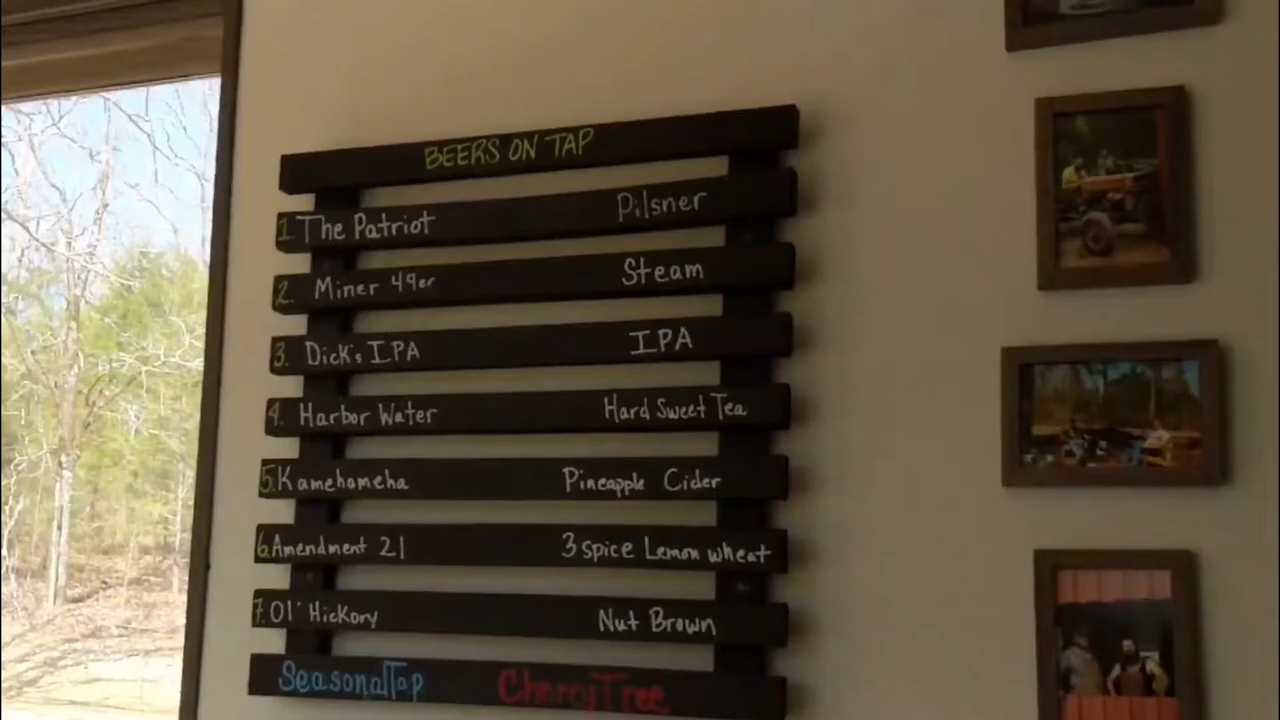 BEERS ON TAP
1. The Patriot Pilsner
2. Miner 49er Steam
3. Dick's IPA IPA
4. Harbor Water Hard Sweet Tea
5. Kamehameha Pineapple Cider
6. Amendment 21 3 spice Lemon wheat
7. Ol' Hickory Nut Brown
Seasonal Tap CherryTree